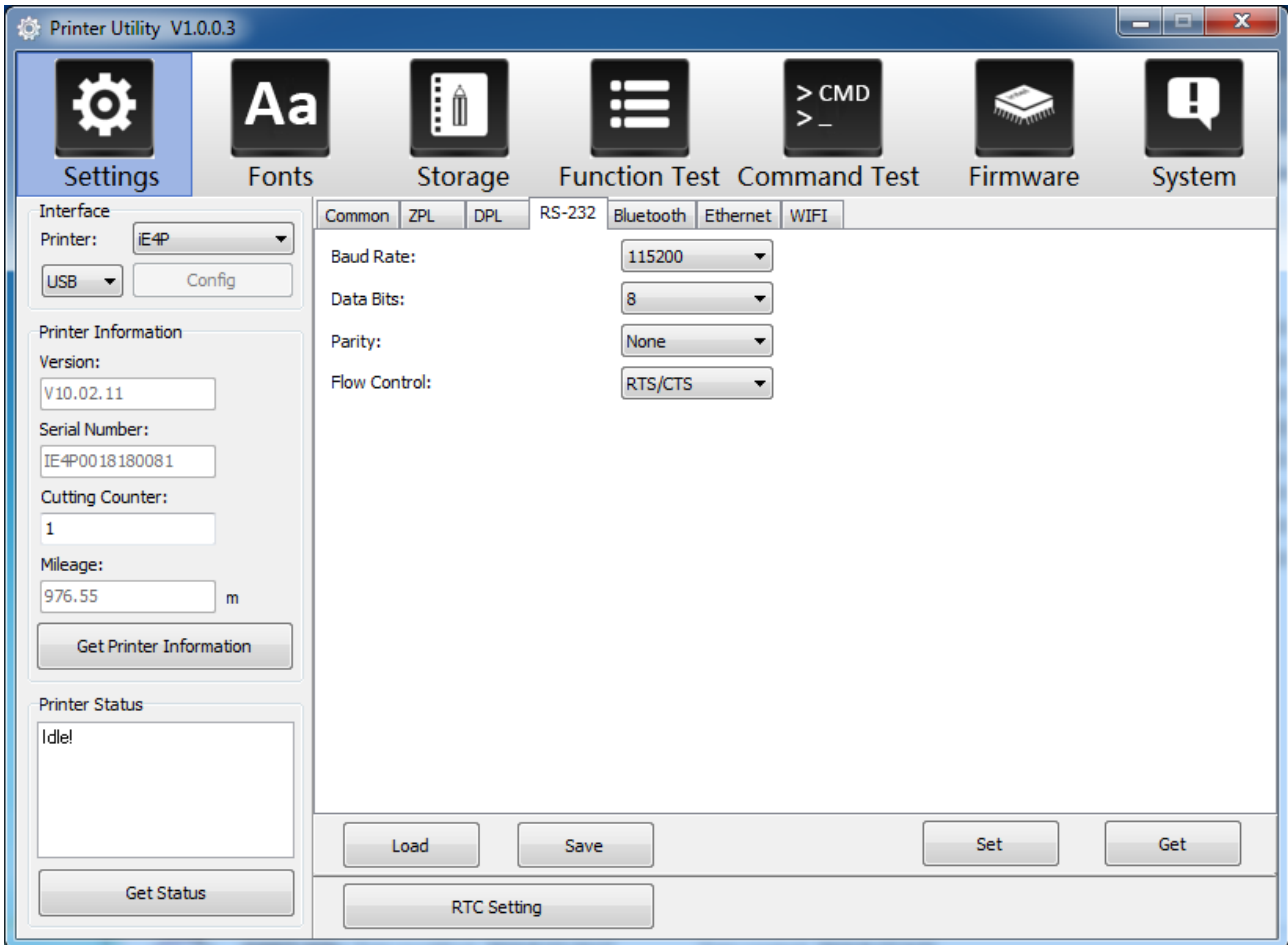 Printer Utility V1.0.0.3
Aa
> CMD
> _
Settings
Fonts
Storage
Function Test
Command Test
Firmware
System
Interface
Printer: iE4P
USB Config
Printer Information
Version:
V10.02.11
Serial Number:
IE4P0018180081
Cutting Counter:
1
Mileage:
976.55 m
Get Printer Information
Printer Status
Idle!
Get Status
Common ZPL DPL RS-232 Bluetooth Ethernet WIFI
Baud Rate: 115200
Data Bits: 8
Parity: None
Flow Control: RTS/CTS
Load Save Set Get
RTC Setting